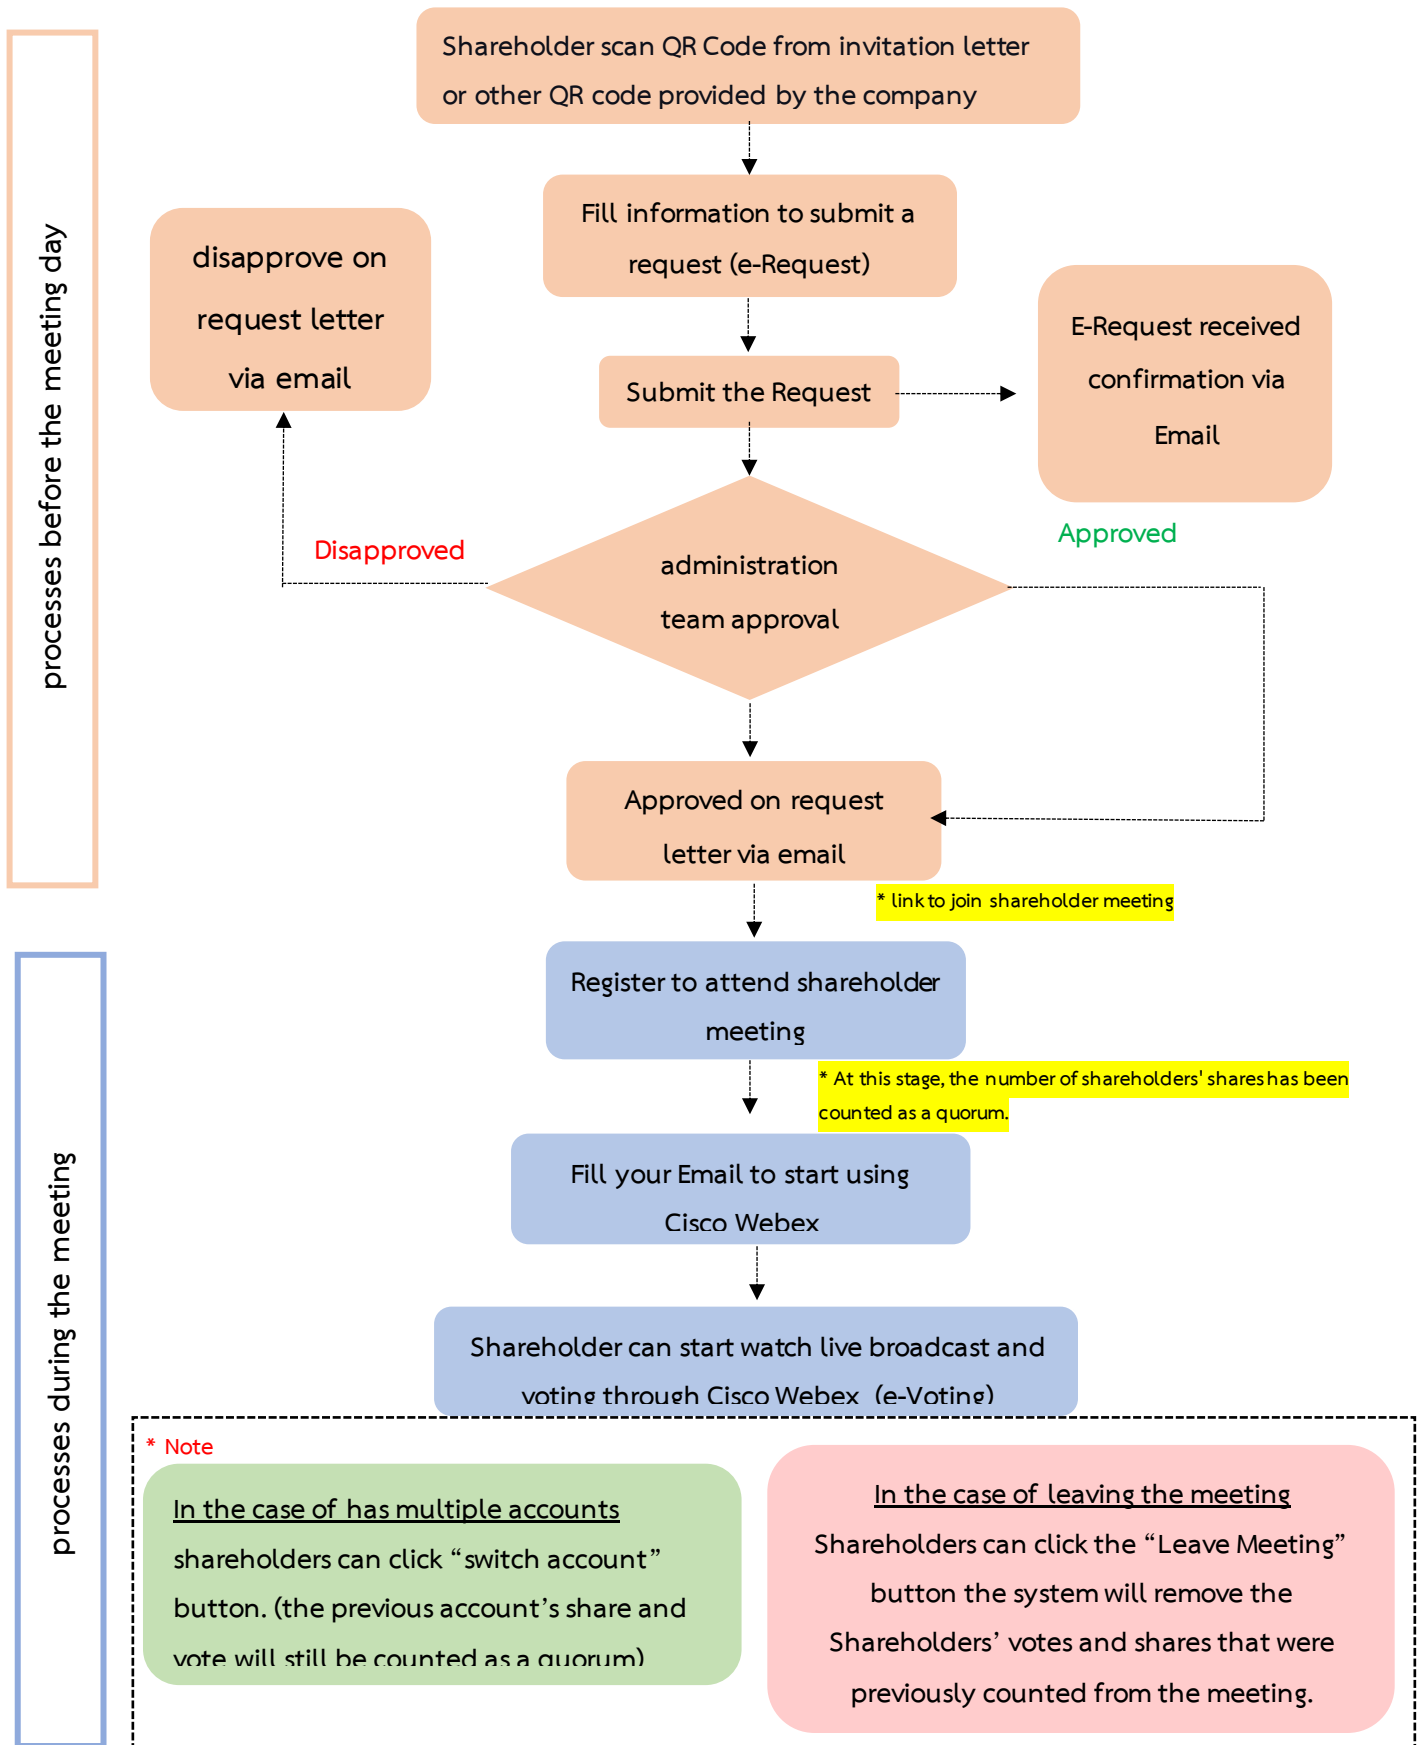 Shareholder scan QR Code from invitation letter
or other QR code provided by the company
processes before the meeting day
Fill information to submit a
request (e-Request)
disapprove on
request letter
via email
E-Request received
confirmation via
Email
Submit the Request
Disapproved
Approved
administration
team approval
Approved on request
letter via email
* link to join shareholder meeting
processes during the meeting
Register to attend shareholder
meeting
* At this stage, the number of shareholders' shares has been
counted as a quorum.
Fill your Email to start using
Cisco Webex
Shareholder can start watch live broadcast and
voting through Cisco Webex (e-Voting)
* Note
In the case of has multiple accounts
shareholders can click “switch account”
button. (the previous account’s share and
vote will still be counted as a quorum)
In the case of leaving the meeting
Shareholders can click the “Leave Meeting”
button the system will remove the
Shareholders’ votes and shares that were
previously counted from the meeting.